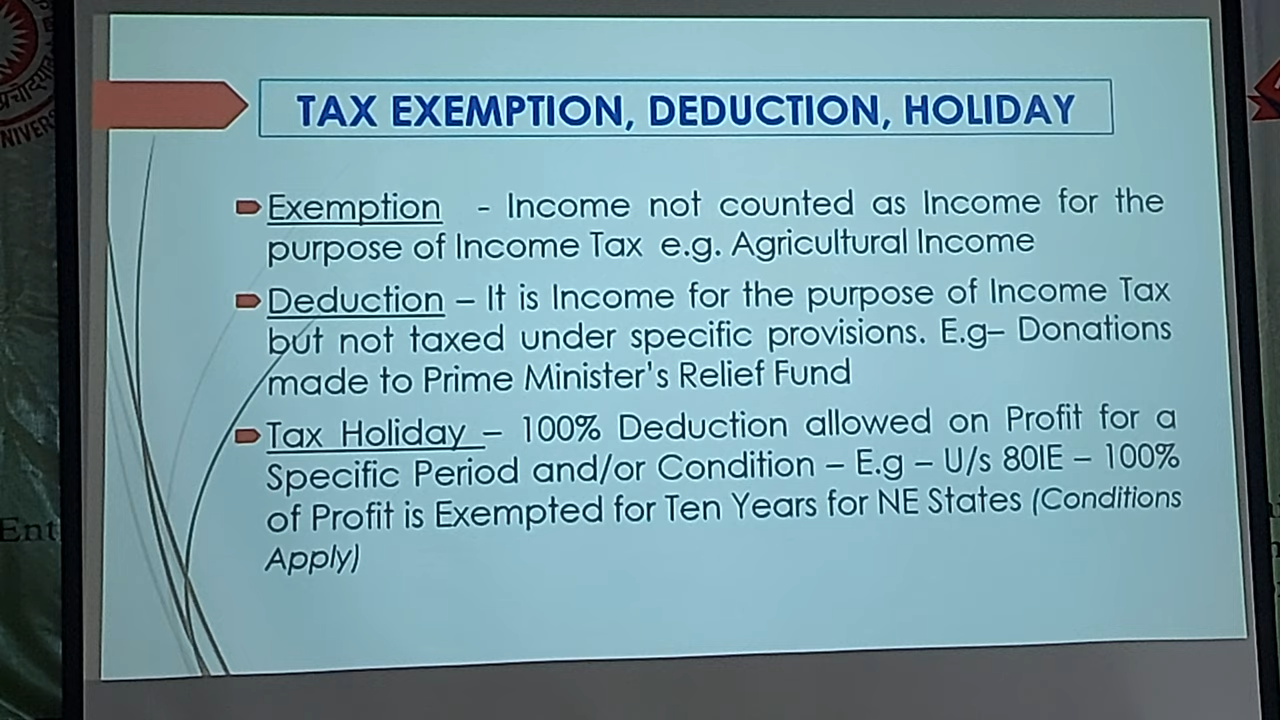 TAX EXEMPTION, DEDUCTION, HOLIDAY
Exemption - Income not counted as Income for the
purpose of Income Tax e.g. Agricultural Income
Deduction – It is Income for the purpose of Income Tax
but not taxed under specific provisions. E.g– Donations
made to Prime Minister's Relief Fund
Tax Holiday – 100% Deduction allowed on Profit for a
Specific Period and/or Condition – E.g – U/s 80IE – 100%
of Profit is Exempted for Ten Years for NE States (Conditions
Apply)
Ent